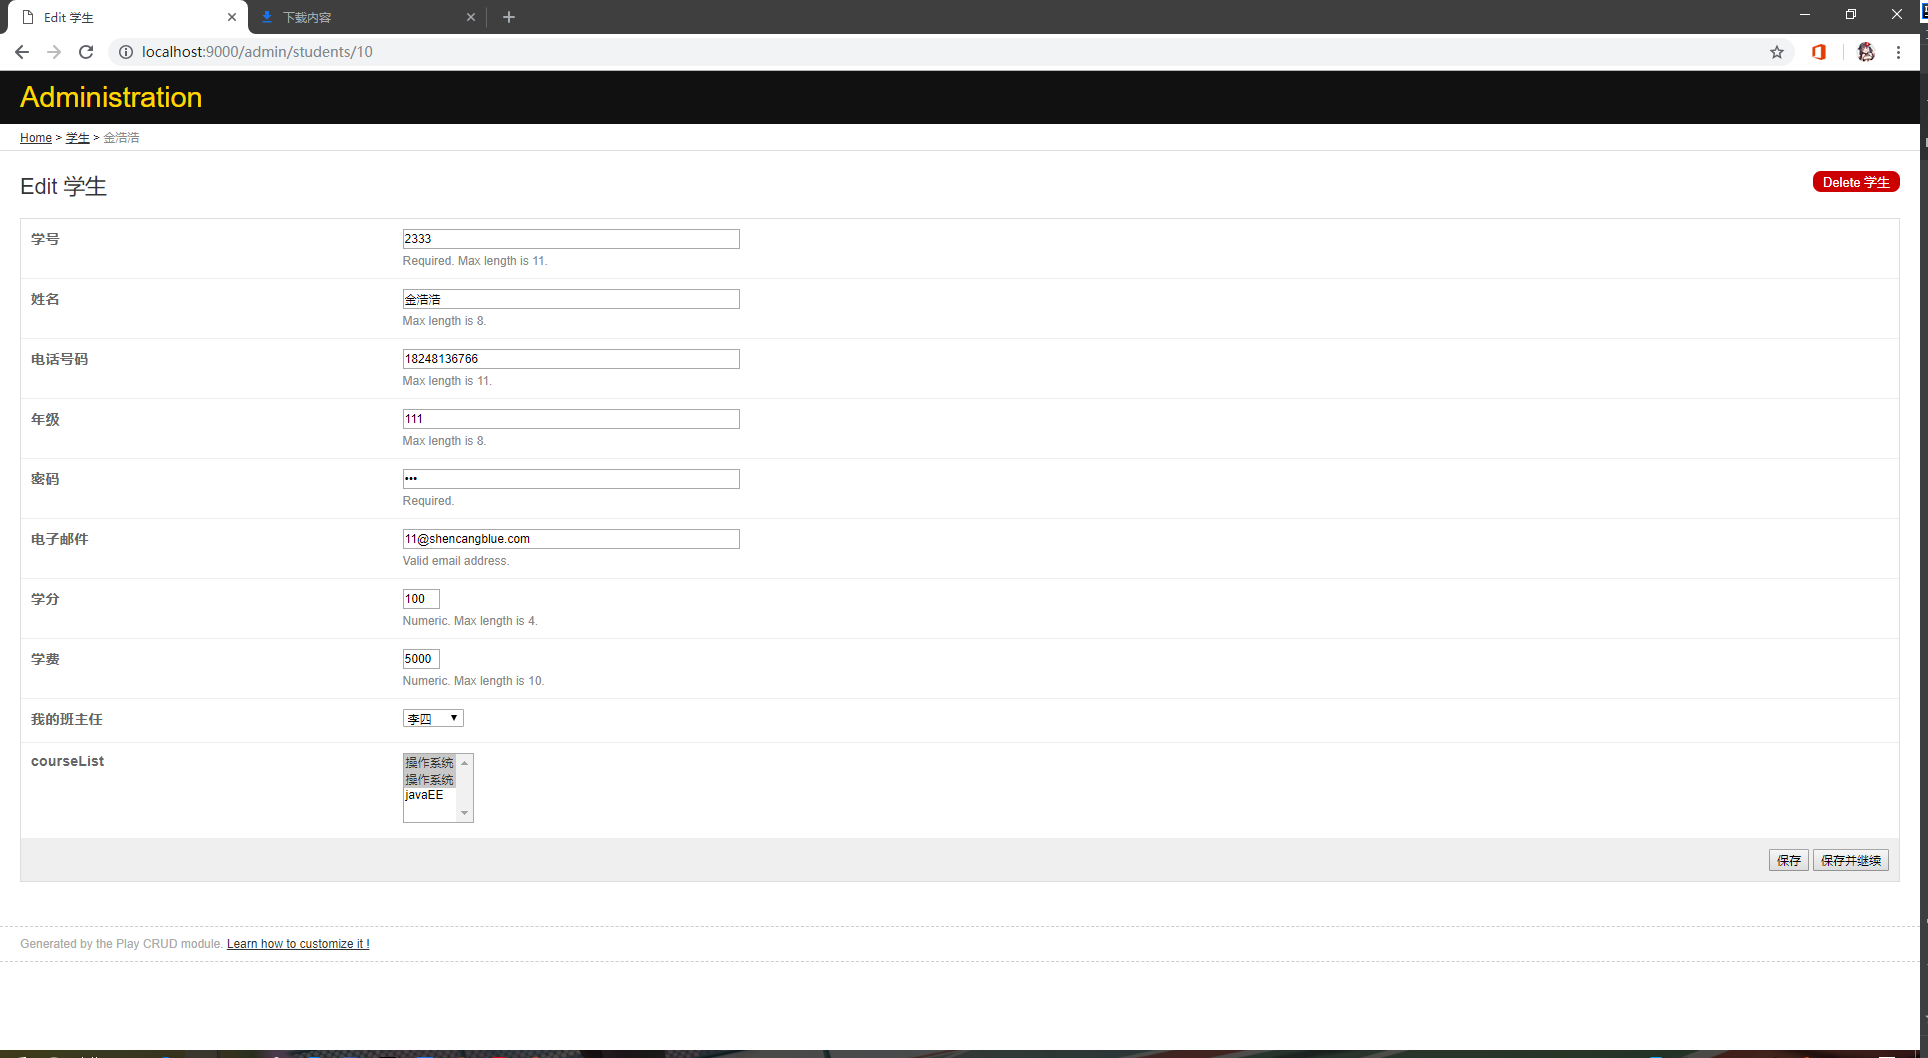 Edit 学生
下载内容
localhost:9000/admin/students/10
Administration
Home > 学生 > 金浩浩
Edit 学生
Delete 学生
学号
2333
Required. Max length is 11.
姓名
金浩浩
Max length is 8.
电话号码
18248136766
Max length is 11.
年级
111
Max length is 8.
密码
•••
Required.
电子邮件
11@shencangblue.com
Valid email address.
学分
100
Numeric. Max length is 4.
学费
5000
Numeric. Max length is 10.
我的班主任
李四
courseList
操作系统
操作系统
javaEE
保存 保存并继续
Generated by the Play CRUD module. Learn how to customize it !